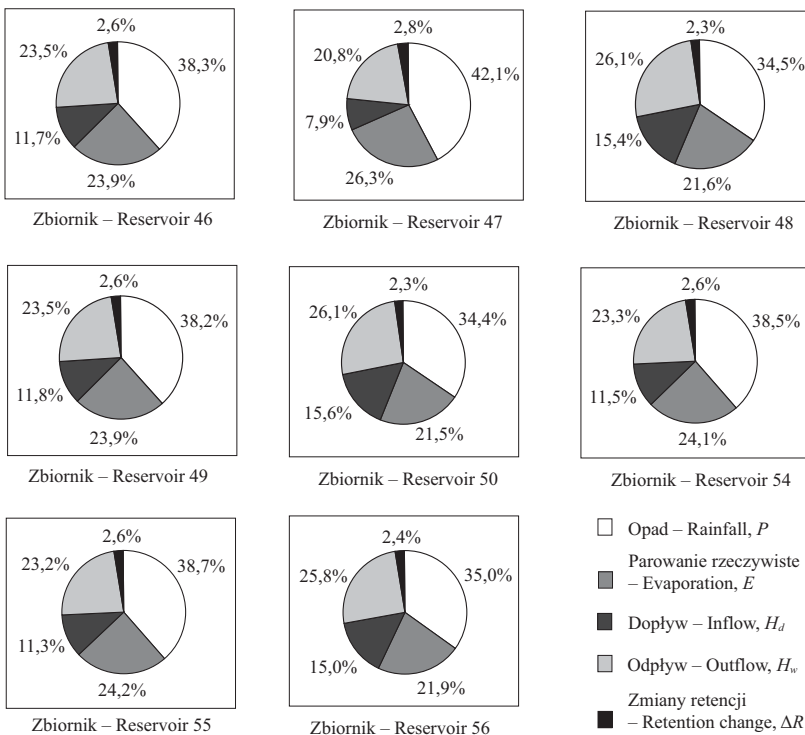 2,6%
23,5%
38,3%
11,7%
23,9%
Zbiornik – Reservoir 46
2,8%
20,8%
42,1%
7,9%
26,3%
Zbiornik – Reservoir 47
2,3%
26,1%
34,5%
15,4%
21,6%
Zbiornik – Reservoir 48
2,6%
23,5%
38,2%
11,8%
23,9%
Zbiornik – Reservoir 49
2,3%
26,1%
34,4%
15,6%
21,5%
Zbiornik – Reservoir 50
2,6%
23,3%
38,5%
11,5%
24,1%
Zbiornik – Reservoir 54
2,6%
23,2%
38,7%
11,3%
24,2%
Zbiornik – Reservoir 55
2,4%
25,8%
35,0%
15,0%
21,9%
Zbiornik – Reservoir 56
Opad – Rainfall, P
Parowanie rzeczywiste
– Evaporation, E
Dopływ – Inflow, Hd
Odpływ – Outflow, Hw
Zmiany retencji
– Retention change, ΔR